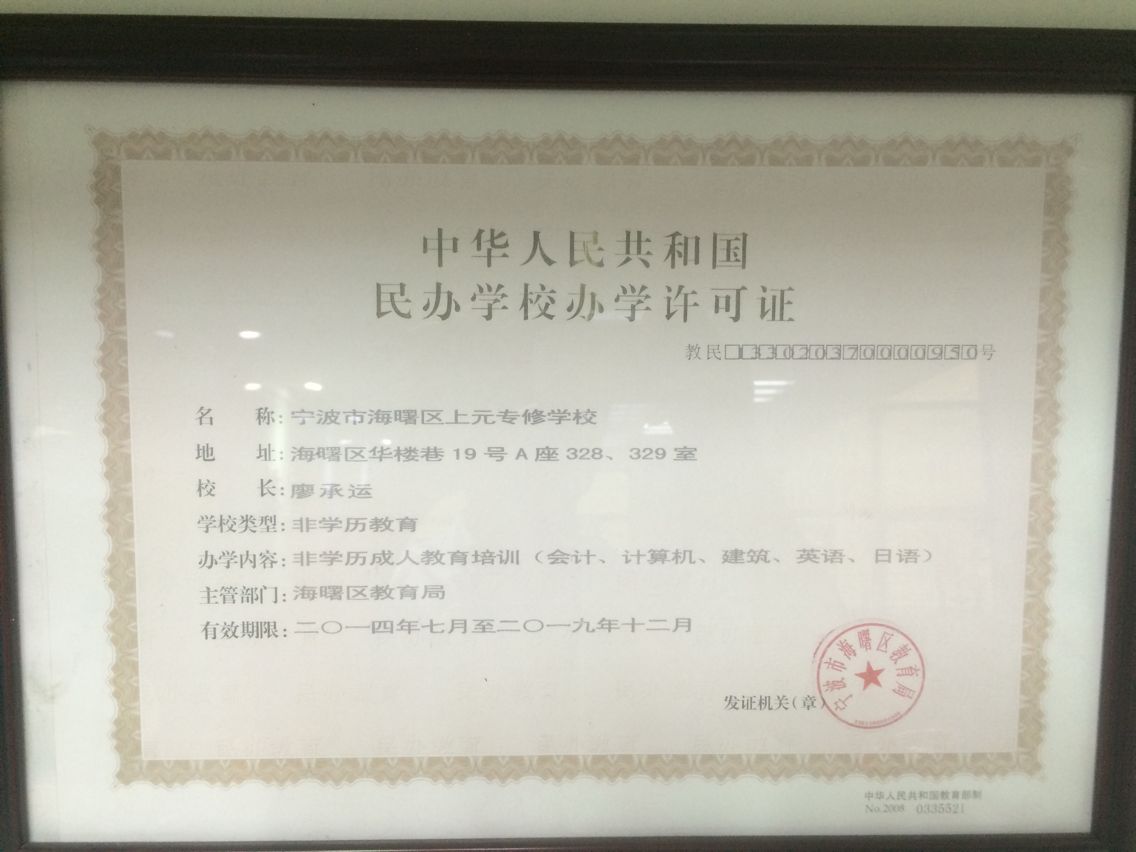 中华人民共和国
民办学校办学许可证
教民133020370000950号
名 称:宁波市海曙区上元专修学校
地 址:海曙区华楼巷19号A座328、329室
校 长:廖承运
学校类型:非学历教育
办学内容:非学历成人教育培训（会计、计算机、建筑、英语、日语）
主管部门:海曙区教育局
有效期限:二〇一四年七月至二〇一九年十二月
宁波市海曙区教育局
发证机关(章)
中华人民共和国教育部制
No.2008 0335521